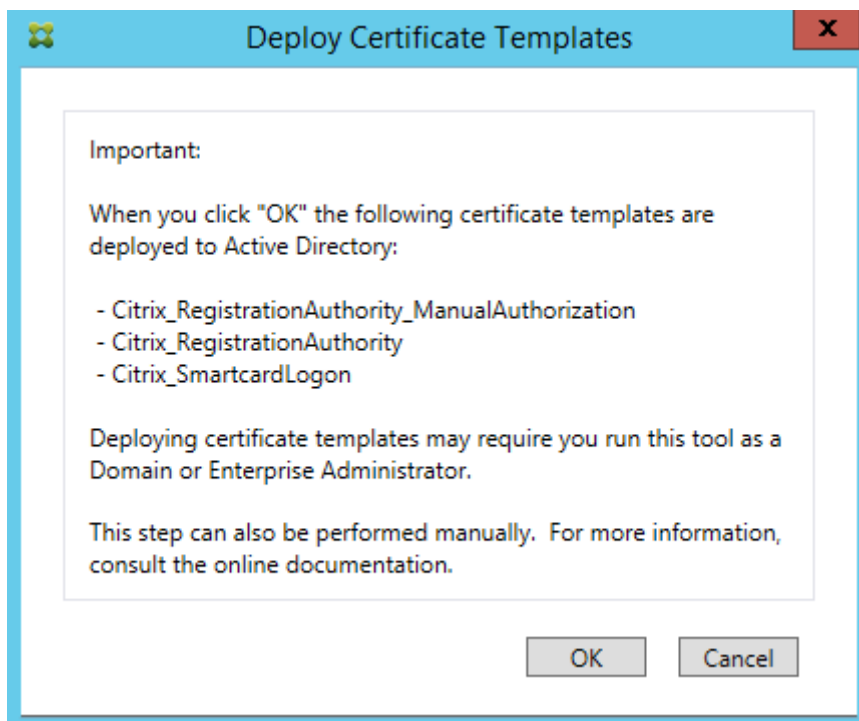 Deploy Certificate Templates
x
Important:
When you click "OK" the following certificate templates are
deployed to Active Directory:
- Citrix_RegistrationAuthority_ManualAuthorization
- Citrix_RegistrationAuthority
- Citrix_SmartcardLogon
Deploying certificate templates may require you run this tool as a
Domain or Enterprise Administrator.
This step can also be performed manually.  For more information,
consult the online documentation.
OK
Cancel